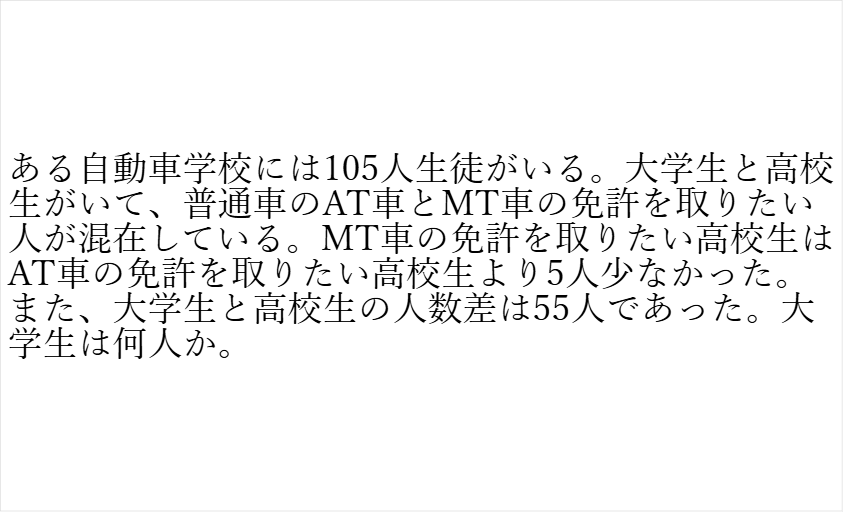 ある自動車学校には105人生徒がいる。大学生と高校
生がいて、普通車のAT車とMT車の免許を取りたい
人が混在している。MT車の免許を取りたい高校生は
AT車の免許を取りたい高校生より5人少なかった。
また、大学生と高校生の人数差は55人であった。大
学生は何人か。